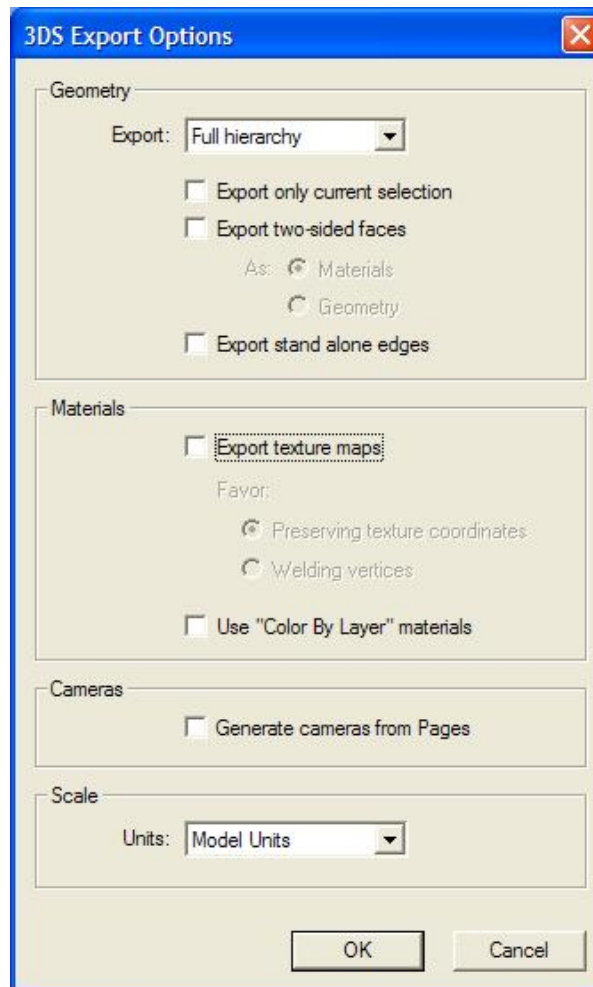 3DS Export Options
Geometry
Export: Full hierarchy
Export only current selection
Export two-sided faces
As: Materials
Geometry
Export stand alone edges
Materials
Export texture maps
Favor:
Preserving texture coordinates
Welding vertices
Use "Color By Layer" materials
Cameras
Generate cameras from Pages
Scale
Units: Model Units
OK Cancel